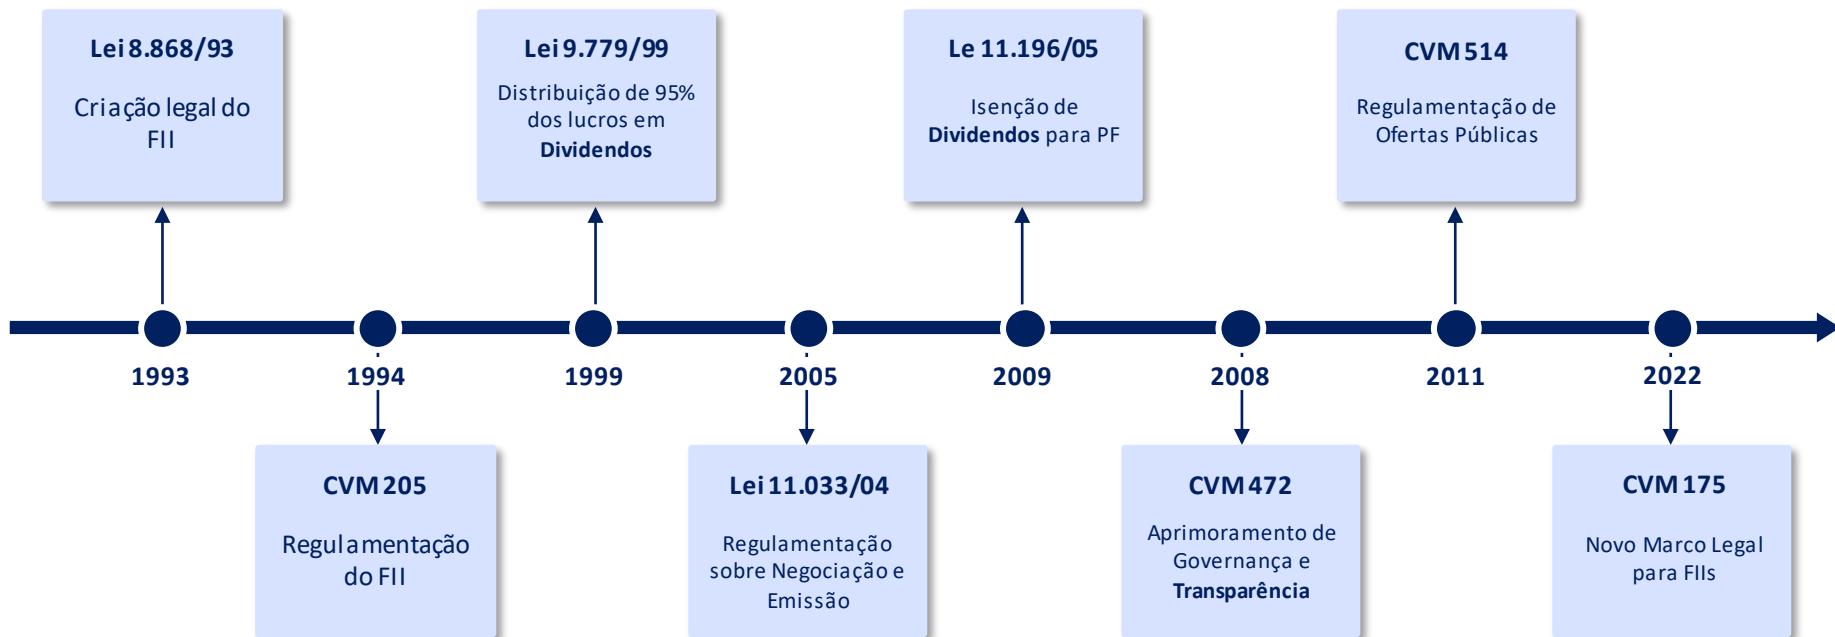 Lei 8.868/93
Criação legal do
FII
Lei 9.779/99
Distribuição de 95%
dos lucros em
Dividendos
Le 11.196/05
Isenção de
Dividendos para PF
CVM 514
Regulamentação de
Ofertas Públicas
1993
1994
1999
2005
2009
2008
2011
2022
CVM 205
Regulamentação
do FII
Lei 11.033/04
Regulamentação
sobre Negociação e
Emissão
CVM 472
Aprimoramento de
Governança e
Transparência
CVM 175
Novo Marco Legal
para FIIs